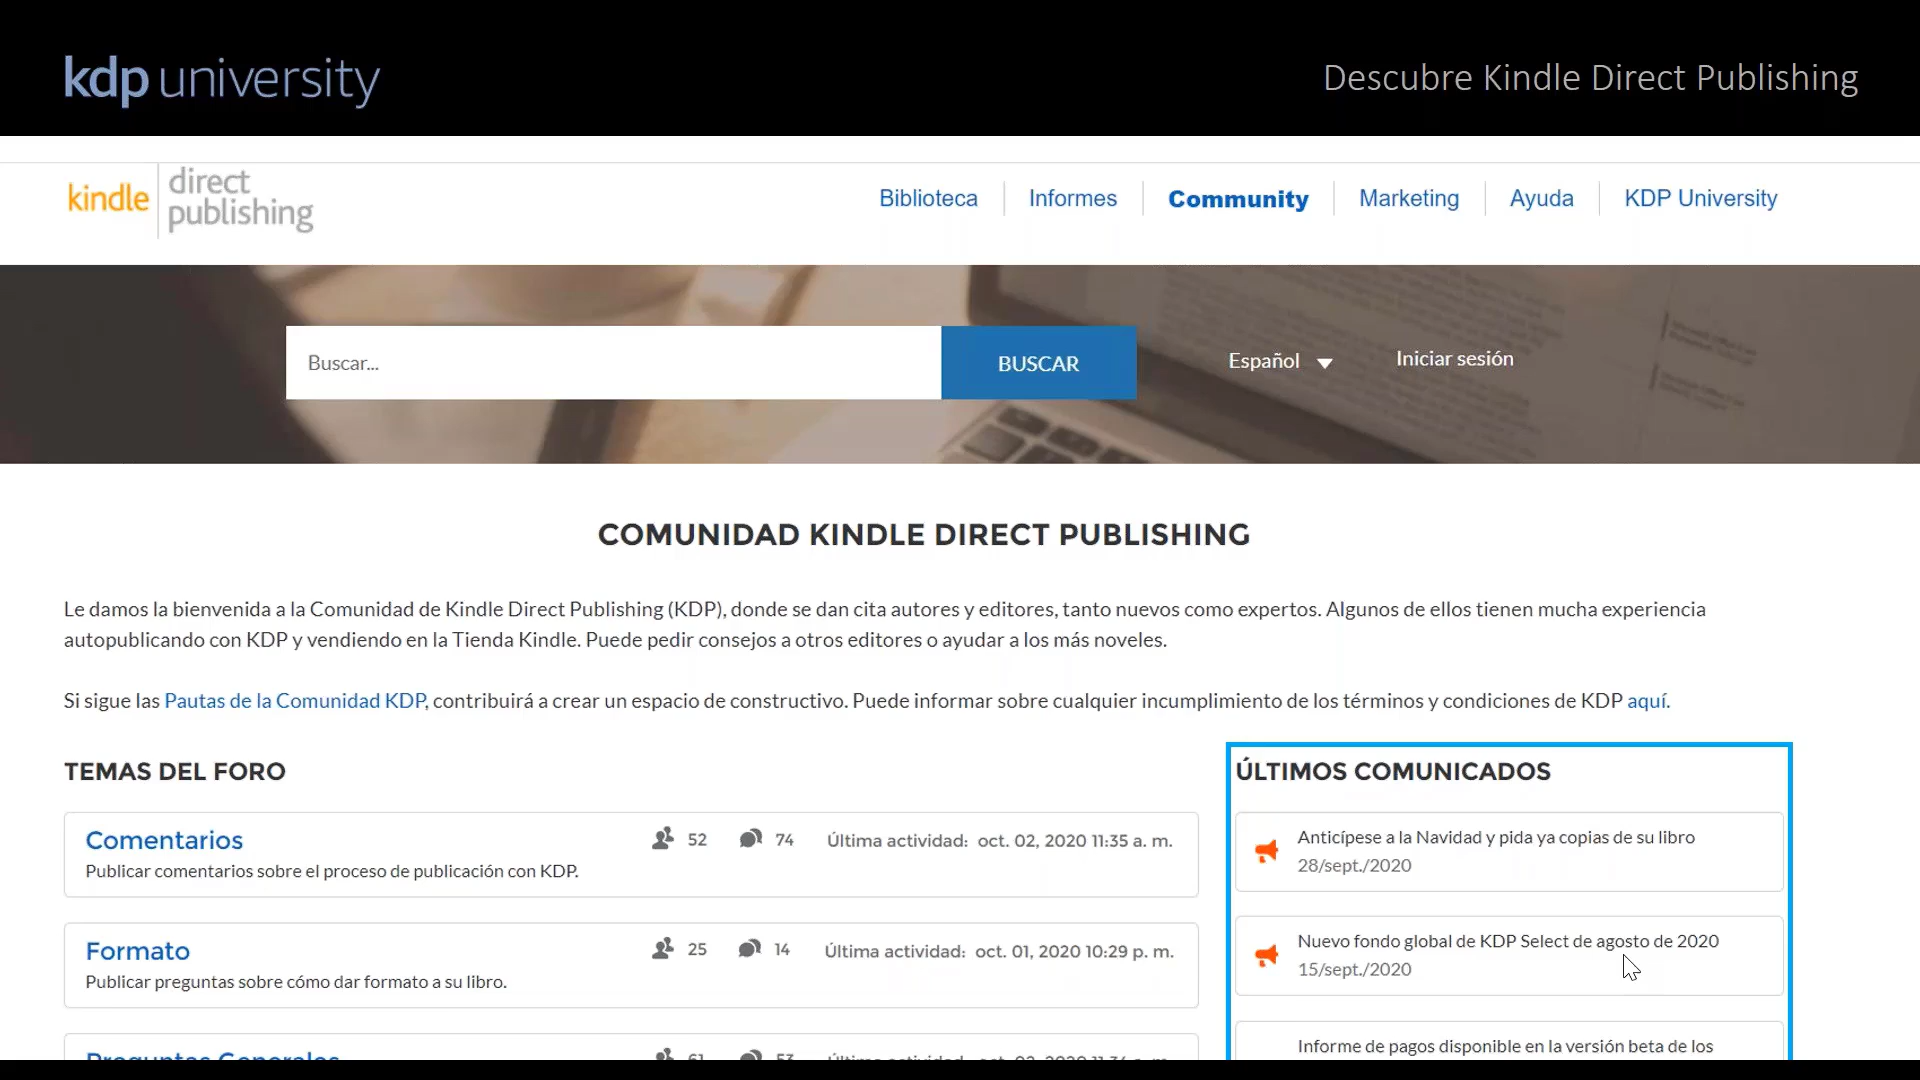 kdp university
Descubre Kindle Direct Publishing
kindle direct publishing
Biblioteca
Informes
Community
Marketing
Ayuda
KDP University
Buscar...
BUSCAR
Español
Iniciar sesión
COMUNIDAD KINDLE DIRECT PUBLISHING
Le damos la bienvenida a la Comunidad de Kindle Direct Publishing (KDP), donde se dan cita autores y editores, tanto nuevos como expertos. Algunos de ellos tienen mucha experiencia
autopublicando con KDP y vendiendo en la Tienda Kindle. Puede pedir consejos a otros editores o ayudar a los más noveles.
Si sigue las Pautas de la Comunidad KDP, contribuirá a crear un espacio de constructivo. Puede informar sobre cualquier incumplimiento de los términos y condiciones de KDP aquí.
TEMAS DEL FORO
Comentarios
52
74
Última actividad: oct. 02, 2020 11:35 a. m.
Publicar comentarios sobre el proceso de publicación con KDP.
Formato
25
14
Última actividad: oct. 01, 2020 10:29 p. m.
Publicar preguntas sobre cómo dar formato a su libro.
Preguntas Generales
61
53
ÚLTIMOS COMUNICADOS
Anticípese a la Navidad y pida ya copias de su libro
28/sept./2020
Nuevo fondo global de KDP Select de agosto de 2020
15/sept./2020
Informe de pagos disponible en la versión beta de los